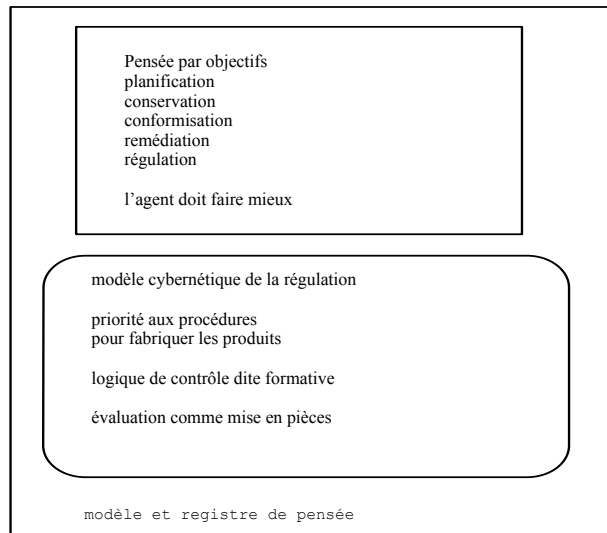 Pensée par objectifs
planification
conservation
conformisation
remédiation
régulation
l’agent doit faire mieux
modèle cybernétique de la régulation
priorité aux procédures
pour fabriquer les produits
logique de contrôle dite formative
évaluation comme mise en pièces
modèle et registre de pensée